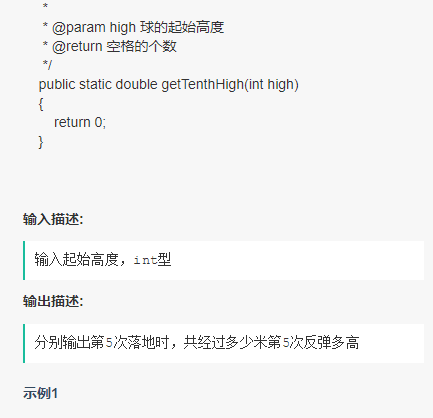 *
* @param high 球的起始高度
* @return 空格的个数
*/
public static double getTenthHigh(int high)
{
return 0;
}
输入描述:
输入起始高度，int型
输出描述:
分别输出第5次落地时，共经过多少米第5次反弹多高
示例1